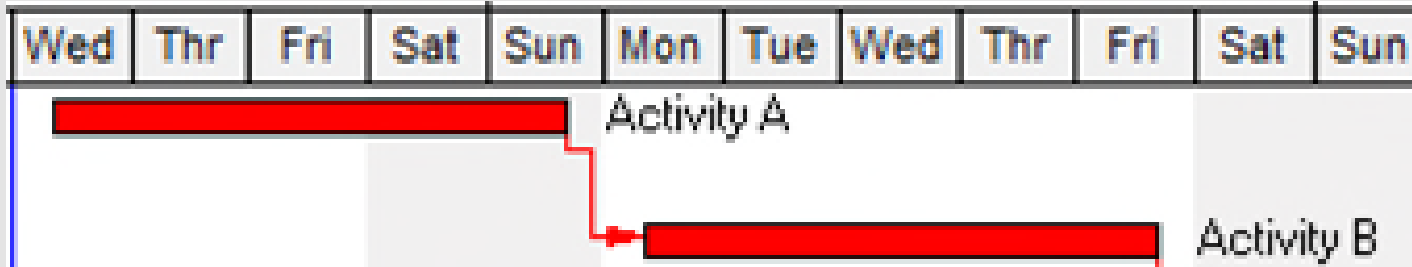 Wed Thr Fri Sat Sun Mon Tue Wed Thr Fri Sat Sun
Activity A
Activity B